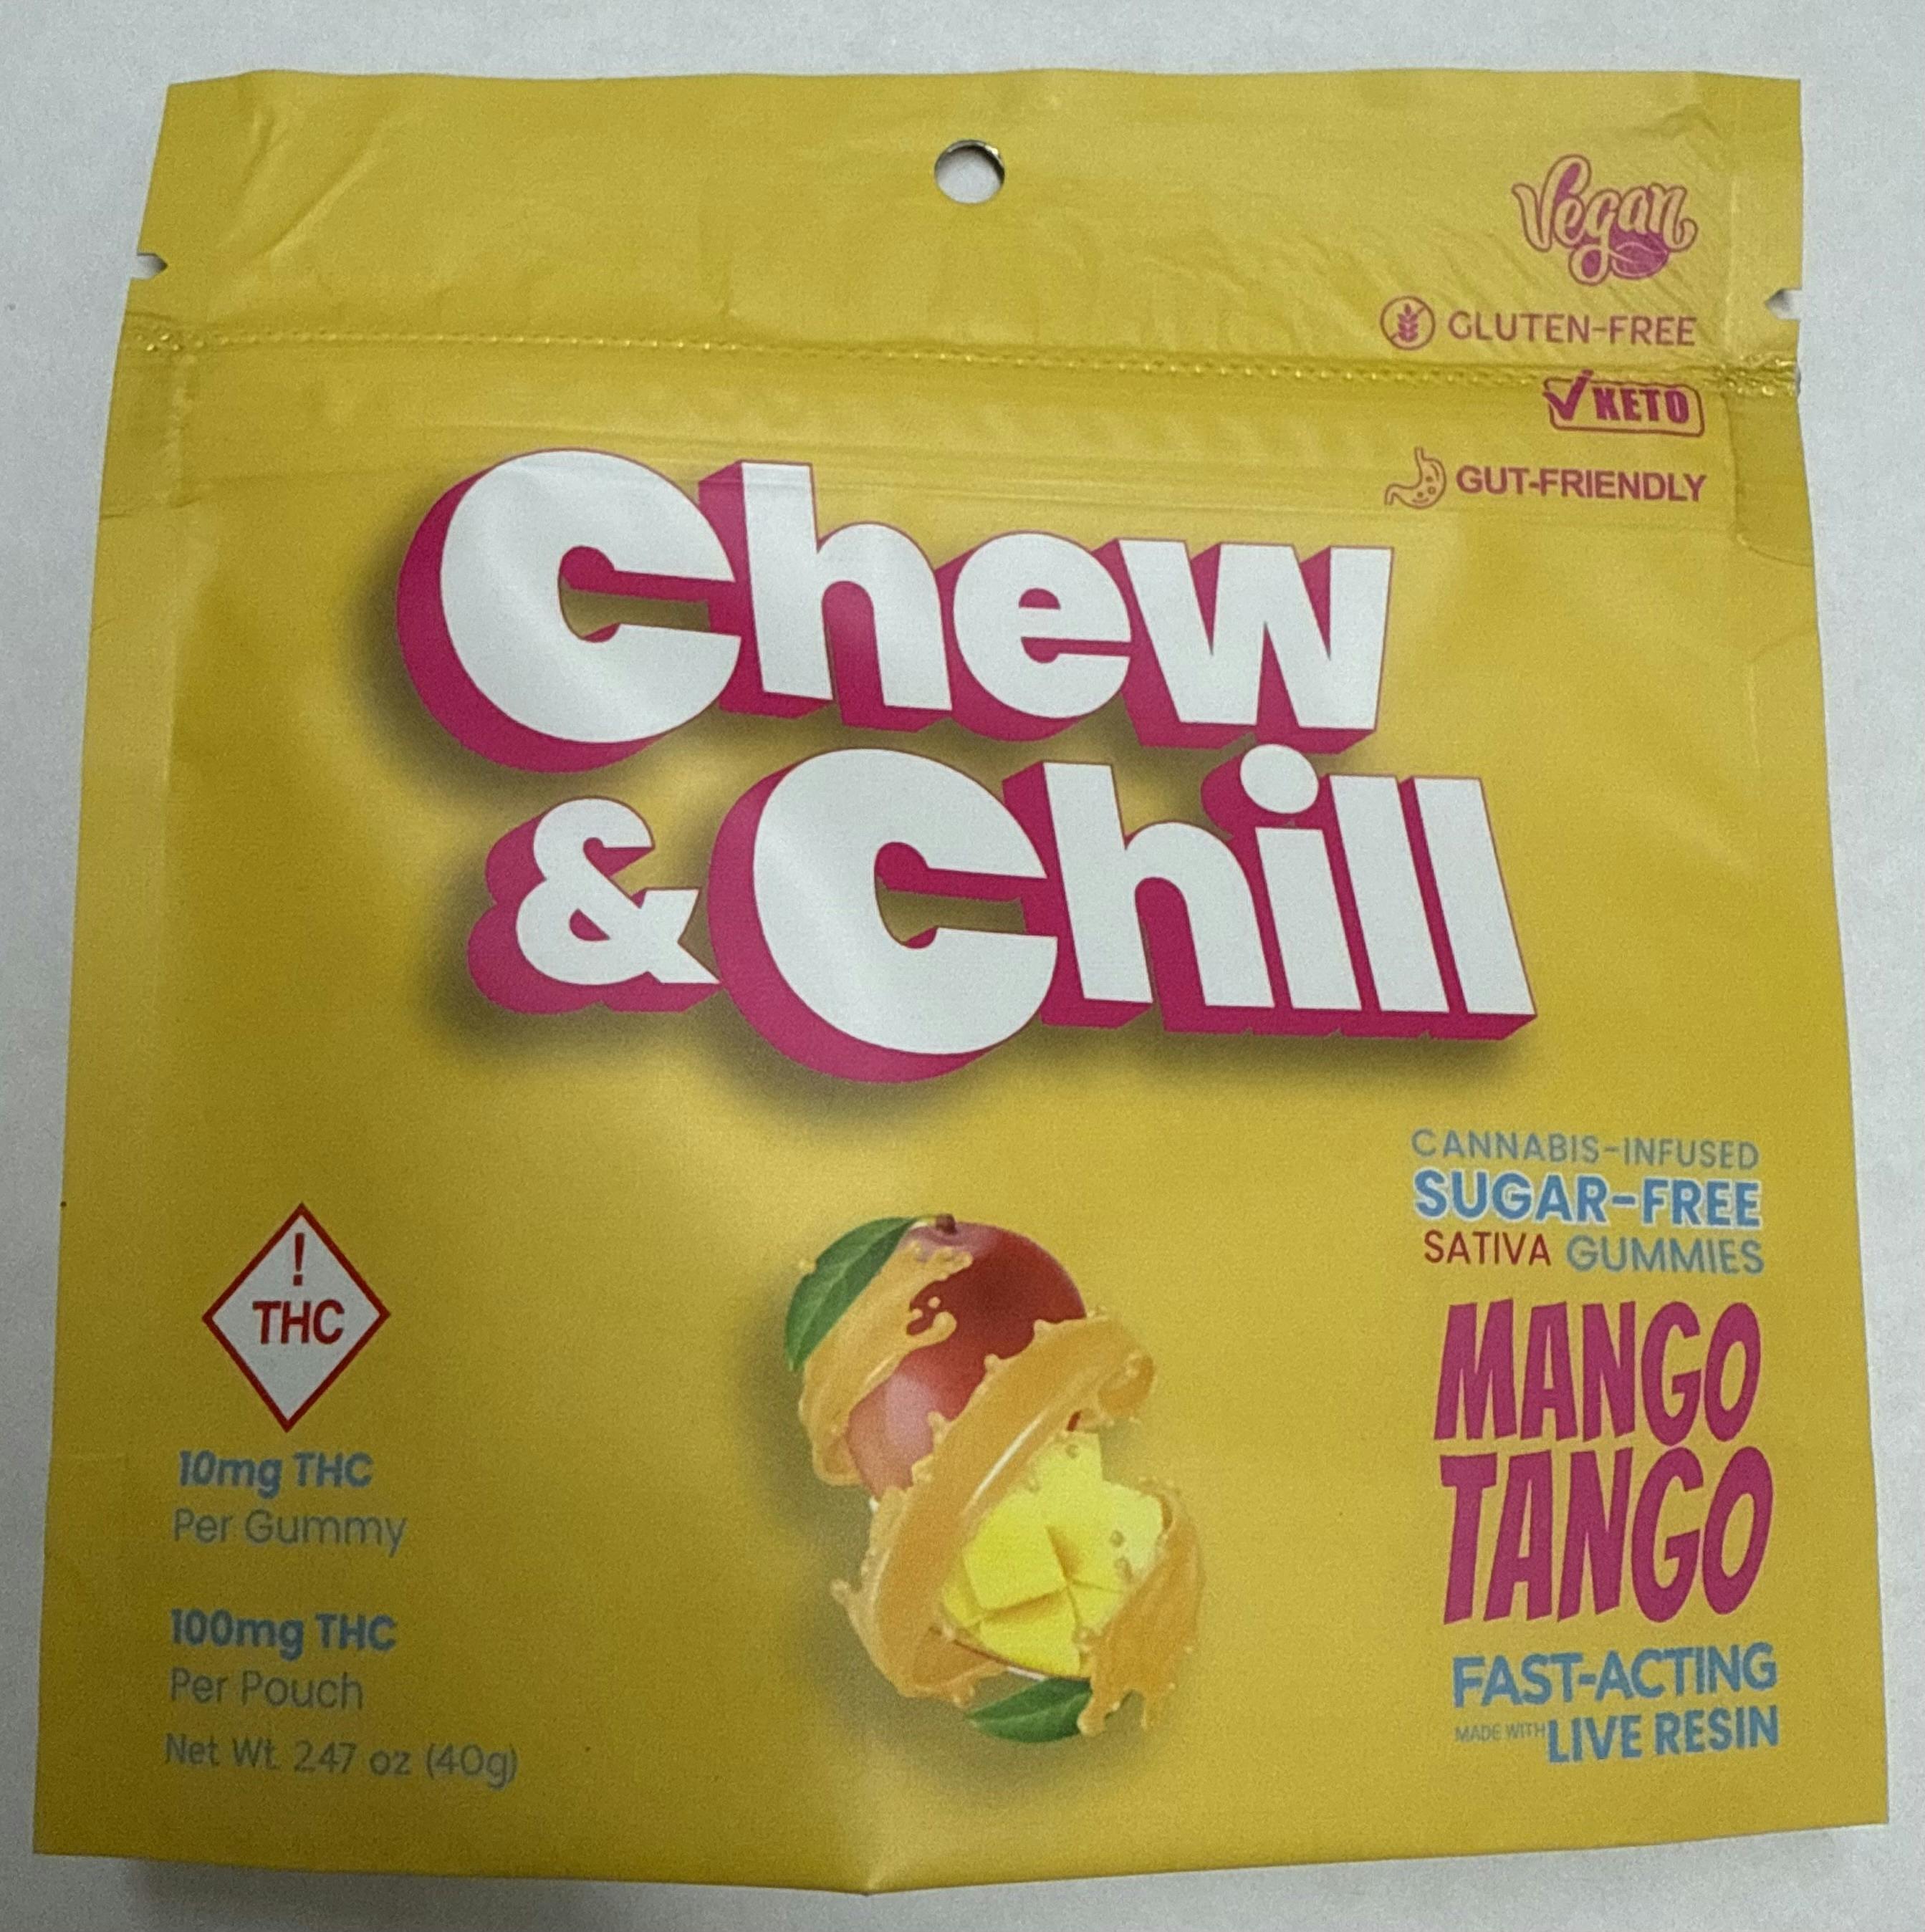 Vegan
GLUTEN-FREE
KETO
GUT-FRIENDLY
Chew
& Chill
CANNABIS-INFUSED
SUGAR-FREE
SATIVA GUMMIES
MANGO
TANGO
FAST-ACTING
MADE WITH LIVE RESIN
!
THC
10mg THC
Per Gummy
100mg THC
Per Pouch
Net Wt. 2.47 oz (40g)